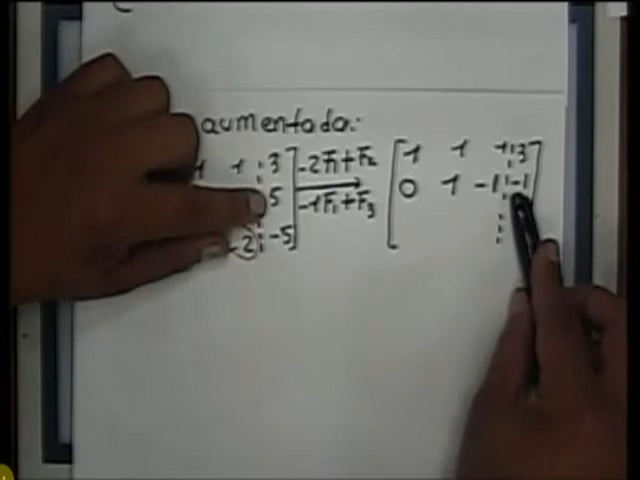 aumentada:
1 1 3 -2F1+F2 1 1 1 3
5 -1F1+F3 0 1 -1 -1
-2 -5